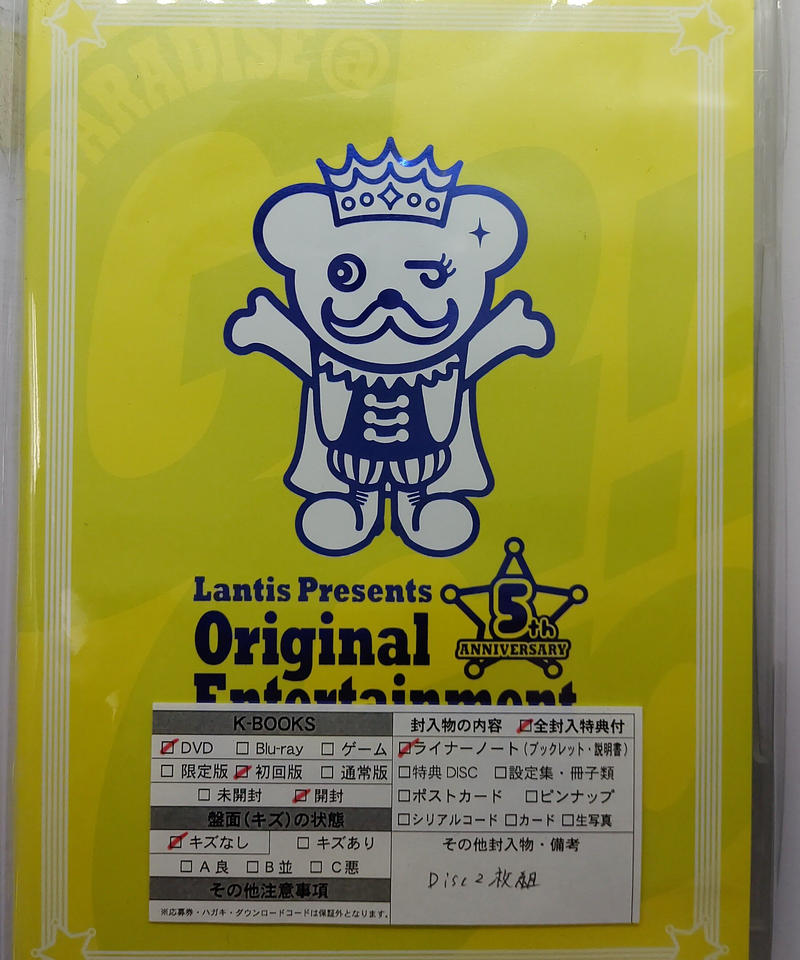 PARADISE @
Lantis Presents
Original
5th
ANNIVERSARY
Entertainment
K-BOOKS
☑DVD □Blu-ray □ゲーム
□限定版 ☑初回版 □通常版
□未開封 ☑開封
盤面(キズ)の状態
☑キズなし □キズあり
□A良 □B並 □C悪
その他注意事項
※応募券・ハガキ・ダウンロードコードは保証外となります。
封入物の内容 ☑全封入特典付
☑ライナーノート(ブックレット・説明書)
□特典DISC □設定集・冊子類
□ポストカード □ピンナップ
□シリアルコード □カード □生写真
その他封入物・備考
Disc2枚組